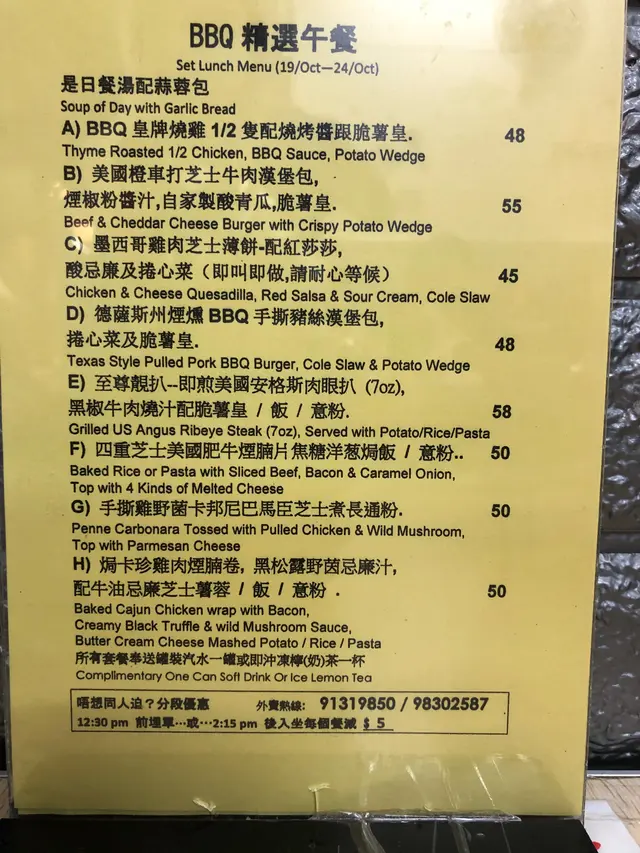 BBQ 精選午餐
Set Lunch Menu (19/Oct—24/Oct)
是日餐湯配蒜蓉包
Soup of Day with Garlic Bread
A) BBQ 皇牌燒雞 1/2 隻配燒烤醬跟脆薯皇. 48
Thyme Roasted 1/2 Chicken, BBQ Sauce, Potato Wedge
B) 美國橙車打芝士牛肉漢堡包,
煙椒粉醬汁,自家製酸青瓜,脆薯皇. 55
Beef & Cheddar Cheese Burger with Crispy Potato Wedge
C) 墨西哥雞肉芝士薄餅-配紅莎莎,
酸忌廉及捲心菜（即叫即做,請耐心等候） 45
Chicken & Cheese Quesadilla, Red Salsa & Sour Cream, Cole Slaw
D) 德薩斯州煙燻 BBQ 手撕豬絲漢堡包,
捲心菜及脆薯皇. 48
Texas Style Pulled Pork BBQ Burger, Cole Slaw & Potato Wedge
E) 至尊靚扒--即煎美國安格斯肉眼扒 (7oz),
黑椒牛肉燒汁配脆薯皇 / 飯 / 意粉. 58
Grilled US Angus Ribeye Steak (7oz), Served with Potato/Rice/Pasta
F) 四重芝士美國肥牛煙腩片焦糖洋葱焗飯 / 意粉.. 50
Baked Rice or Pasta with Sliced Beef, Bacon & Caramel Onion,
Top with 4 Kinds of Melted Cheese
G) 手撕雞野菌卡邦尼巴馬臣芝士煮長通粉. 50
Penne Carbonara Tossed with Pulled Chicken & Wild Mushroom,
Top with Parmesan Cheese
H) 焗卡珍雞肉煙腩卷, 黑松露野茵忌廉汁,
配牛油忌廉芝士薯蓉 / 飯 / 意粉 . 50
Baked Cajun Chicken wrap with Bacon,
Creamy Black Truffle & wild Mushroom Sauce,
Butter Cream Cheese Mashed Potato / Rice / Pasta
所有套餐奉送罐裝汽水一罐或即沖凍檸(奶)茶一杯
Complimentary One Can Soft Drink Or Ice Lemon Tea
唔想同人迫？分段優惠 外賣熱線: 91319850 / 98302587
12:30 pm 前埋單…或…2:15 pm 後入坐每個餐減 $ 5